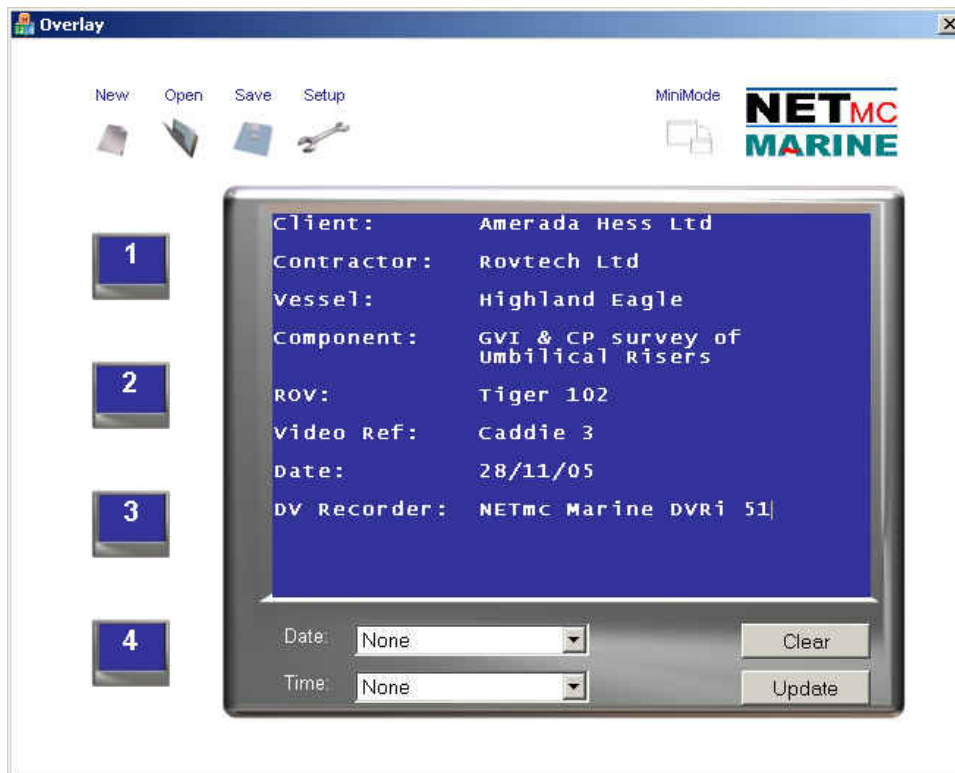 Overlay
New Open Save Setup MiniMode
NETMC
MARINE
1
2
3
4
Client: Amerada Hess Ltd
Contractor: Rovtech Ltd
Vessel: Highland Eagle
Component: GVI & CP survey of
Umbilical Risers
ROV: Tiger 102
Video Ref: Caddie 3
Date: 28/11/05
DV Recorder: NETmc Marine DVRi 51
Date: None Clear
Time: None Update